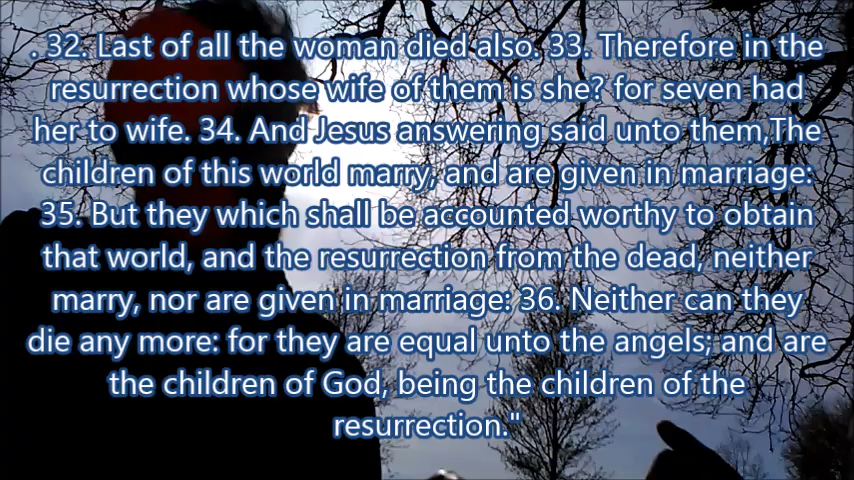 . 32. Last of all the woman died also. 33. Therefore in the
resurrection whose wife of them is she? for seven had
her to wife. 34. And Jesus answering said unto them,The
children of this world marry, and are given in marriage:
35. But they which shall be accounted worthy to obtain
that world, and the resurrection from the dead, neither
marry, nor are given in marriage: 36. Neither can they
die any more: for they are equal unto the angels; and are
the children of God, being the children of the
resurrection."